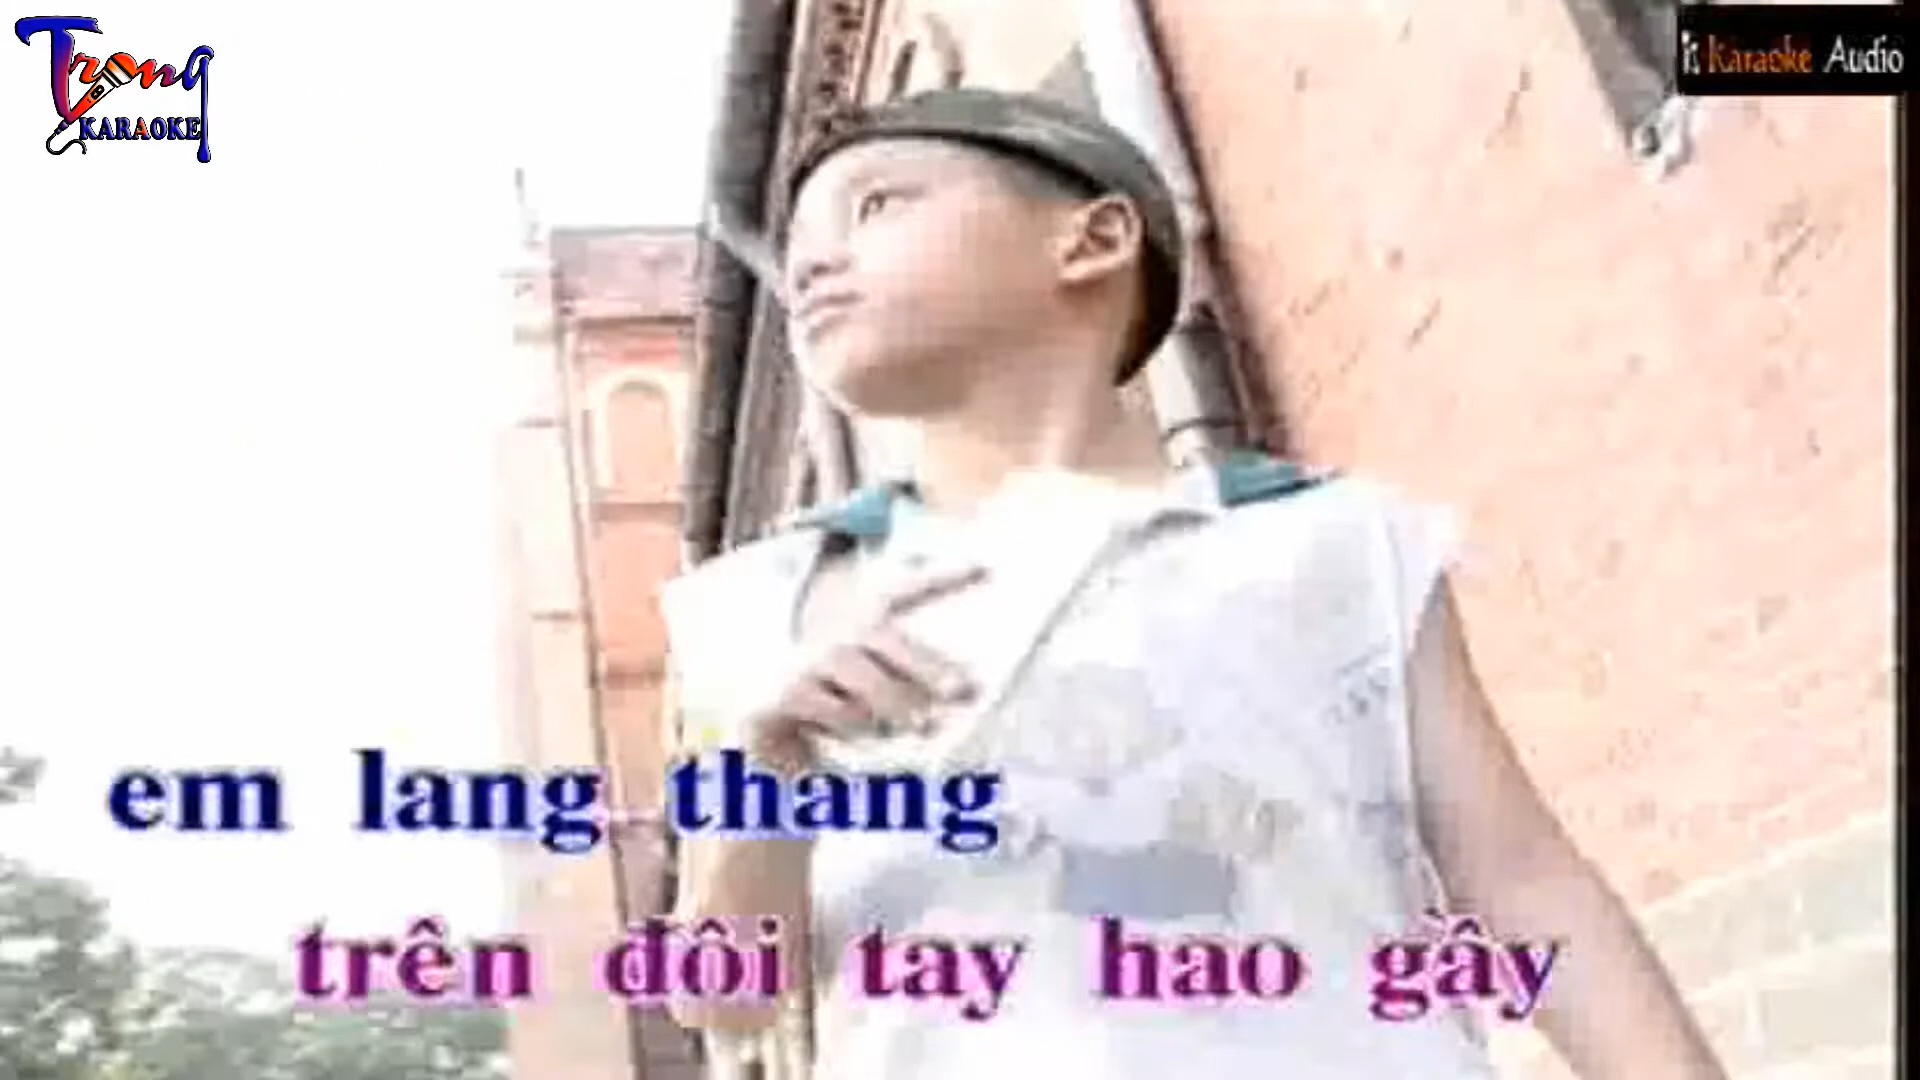 Trong
KARAOKE
Karaoke Audio
em lang thang
trên đôi tay hao gầy